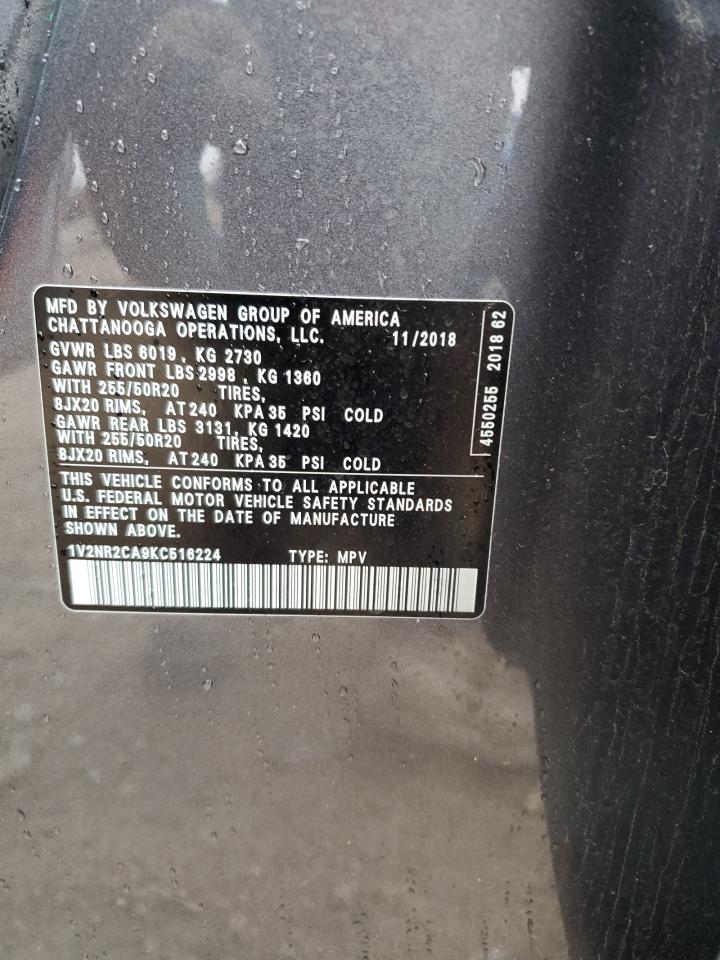 MFD BY VOLKSWAGEN GROUP OF AMERICA
CHATTANOOGA OPERATIONS, LLC. 11/2018
GVWR LBS 6019, KG 2730
GAWR FRONT LBS 2998, KG 1360
WITH 255/50R20 TIRES,
8JX20 RIMS, AT 240 KPA 35 PSI COLD
GAWR REAR LBS 3131, KG 1420
WITH 255/50R20 TIRES,
8JX20 RIMS, AT 240 KPA 35 PSI COLD
4550255 2018 62
THIS VEHICLE CONFORMS TO ALL APPLICABLE
U.S. FEDERAL MOTOR VEHICLE SAFETY STANDARDS
IN EFFECT ON THE DATE OF MANUFACTURE
SHOWN ABOVE.
1V2NR2CA9KC516224 TYPE: MPV